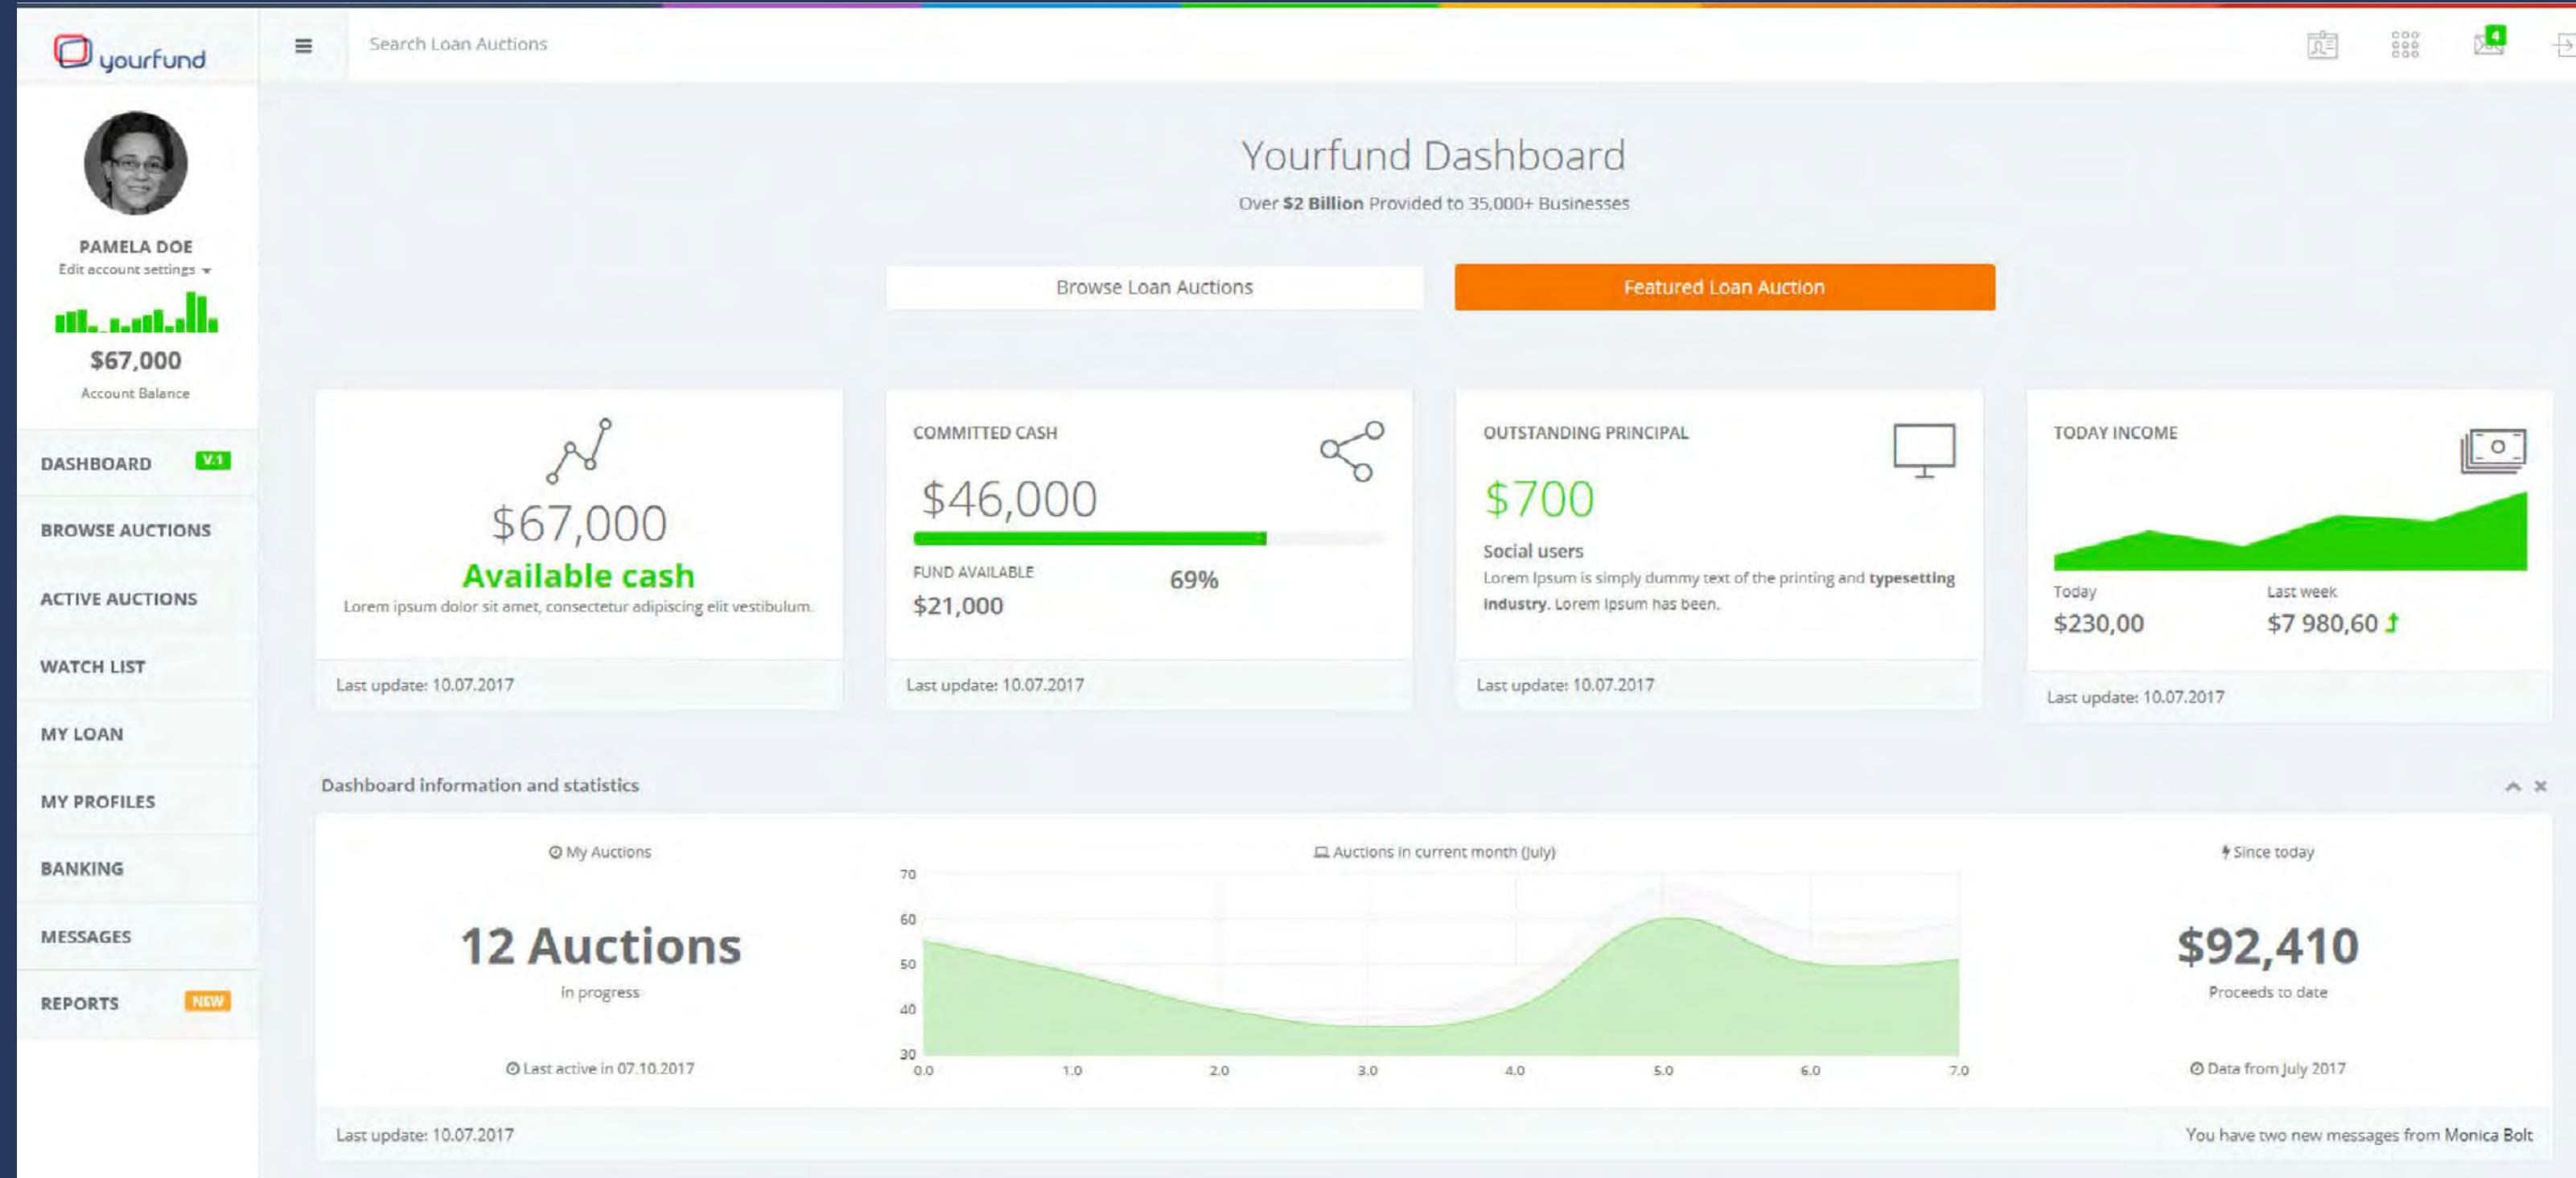 yourfund
Search Loan Auctions
4
PAMELA DOE
Edit account settings
$67,000
Account Balance
DASHBOARD V.1
BROWSE AUCTIONS
ACTIVE AUCTIONS
WATCH LIST
MY LOAN
MY PROFILES
BANKING
MESSAGES
REPORTS NEW
Yourfund Dashboard
Over $2 Billion Provided to 35,000+ Businesses
Browse Loan Auctions
Featured Loan Auction
$67,000
Available cash
Lorem ipsum dolor sit amet, consectetur adipiscing elit vestibulum.
Last update: 10.07.2017
COMMITTED CASH
$46,000
FUND AVAILABLE
69%
$21,000
Last update: 10.07.2017
OUTSTANDING PRINCIPAL
$700
Social users
Lorem Ipsum is simply dummy text of the printing and typesetting
industry. Lorem Ipsum has been.
Last update: 10.07.2017
TODAY INCOME
Today Last week
$230,00 $7 980,60
Last update: 10.07.2017
Dashboard information and statistics
My Auctions
12 Auctions
in progress
Last active in 07.10.2017
Auctions in current month (July)
70
60
50
40
30
0.0 1.0 2.0 3.0 4.0 5.0 6.0 7.0
Since today
$92,410
Proceeds to date
Data from July 2017
Last update: 10.07.2017
You have two new messages from Monica Bolt